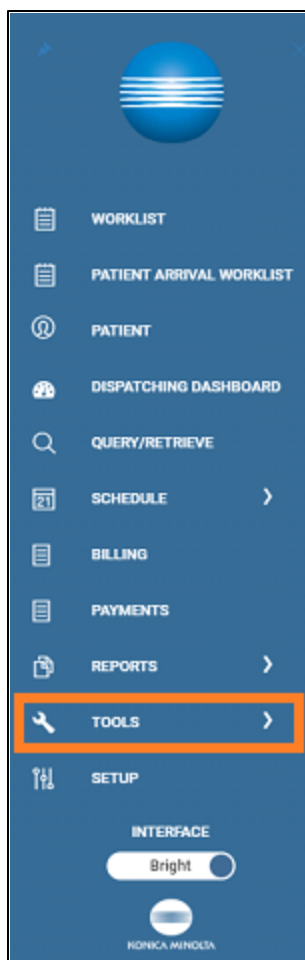 WORKLIST
PATIENT ARRIVAL WORKLIST
PATIENT
DISPATCHING DASHBOARD
QUERY/RETRIEVE
21
SCHEDULE
BILLING
PAYMENTS
REPORTS
TOOLS
SETUP
INTERFACE
Bright
KONICA MINOLTA